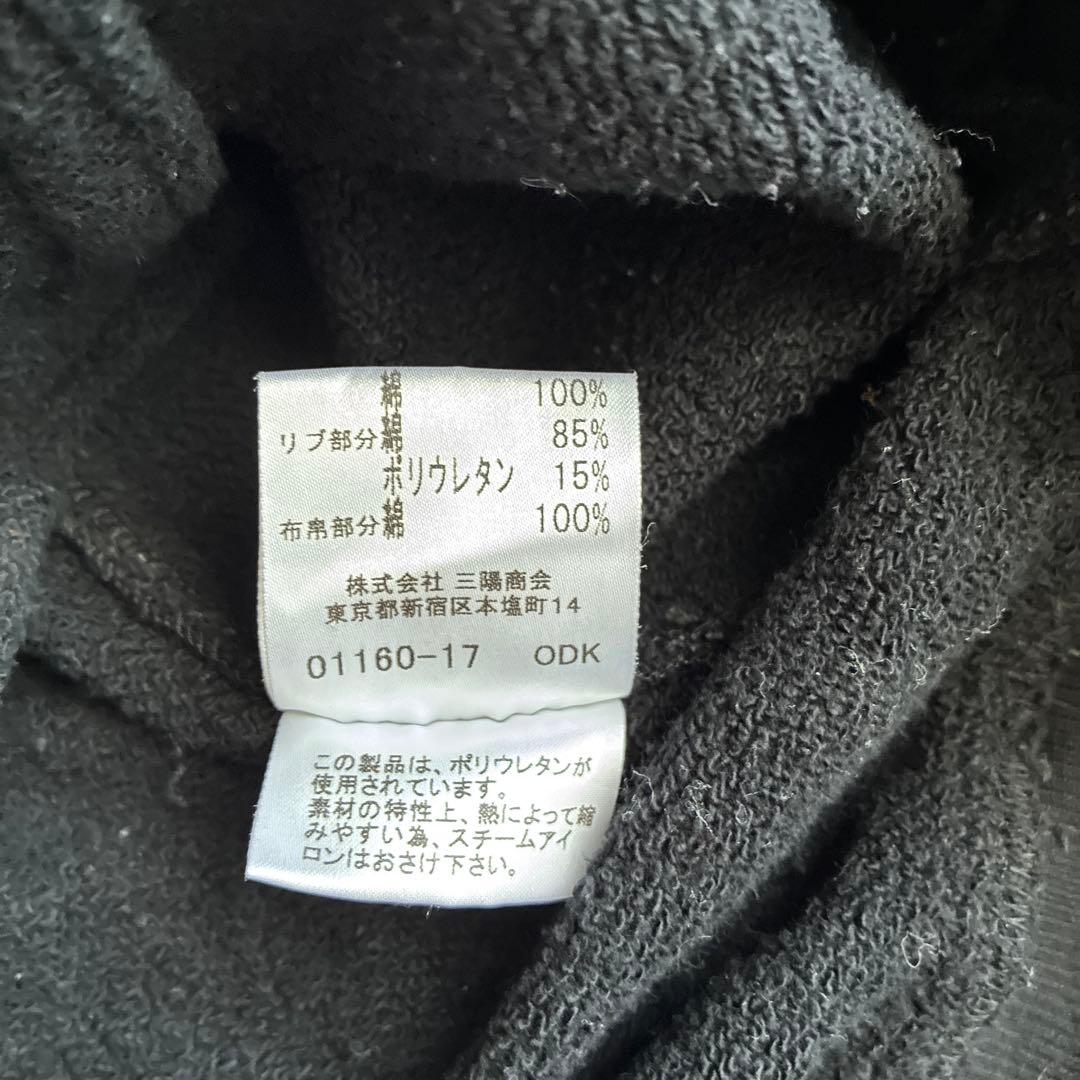 綿 100%
リブ部分 綿 85%
ポリウレタン 15%
布帛部分 綿 100%
株式会社 三陽商会
東京都新宿区本塩町14
01160-17 ODK
この製品は、ポリウレタンが
使用されています。
素材の特性上、熱によって縮
みやすい為、スチームアイ
ロンはおさけ下さい。